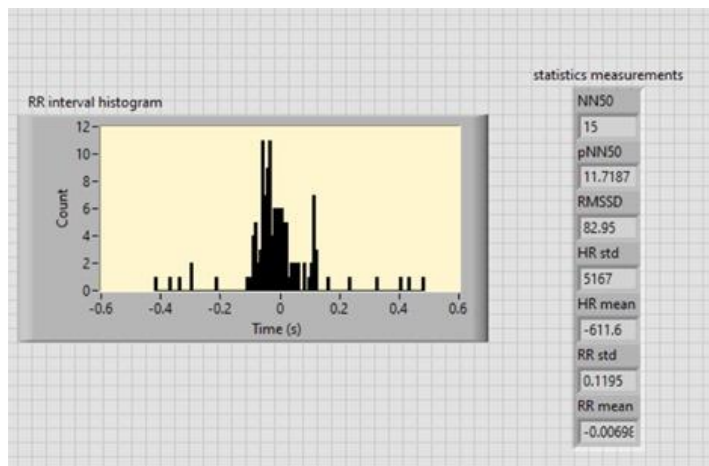 statistics measurements
RR interval histogram
12
10
8
6
4
2
0
Count
-0.6 -0.4 -0.2 0 0.2 0.4 0.6
Time (s)
NN50
15
pNN50
11.7187
RMSSD
82.95
HR std
5167
HR mean
-611.6
RR std
0.1195
RR mean
-0.0069